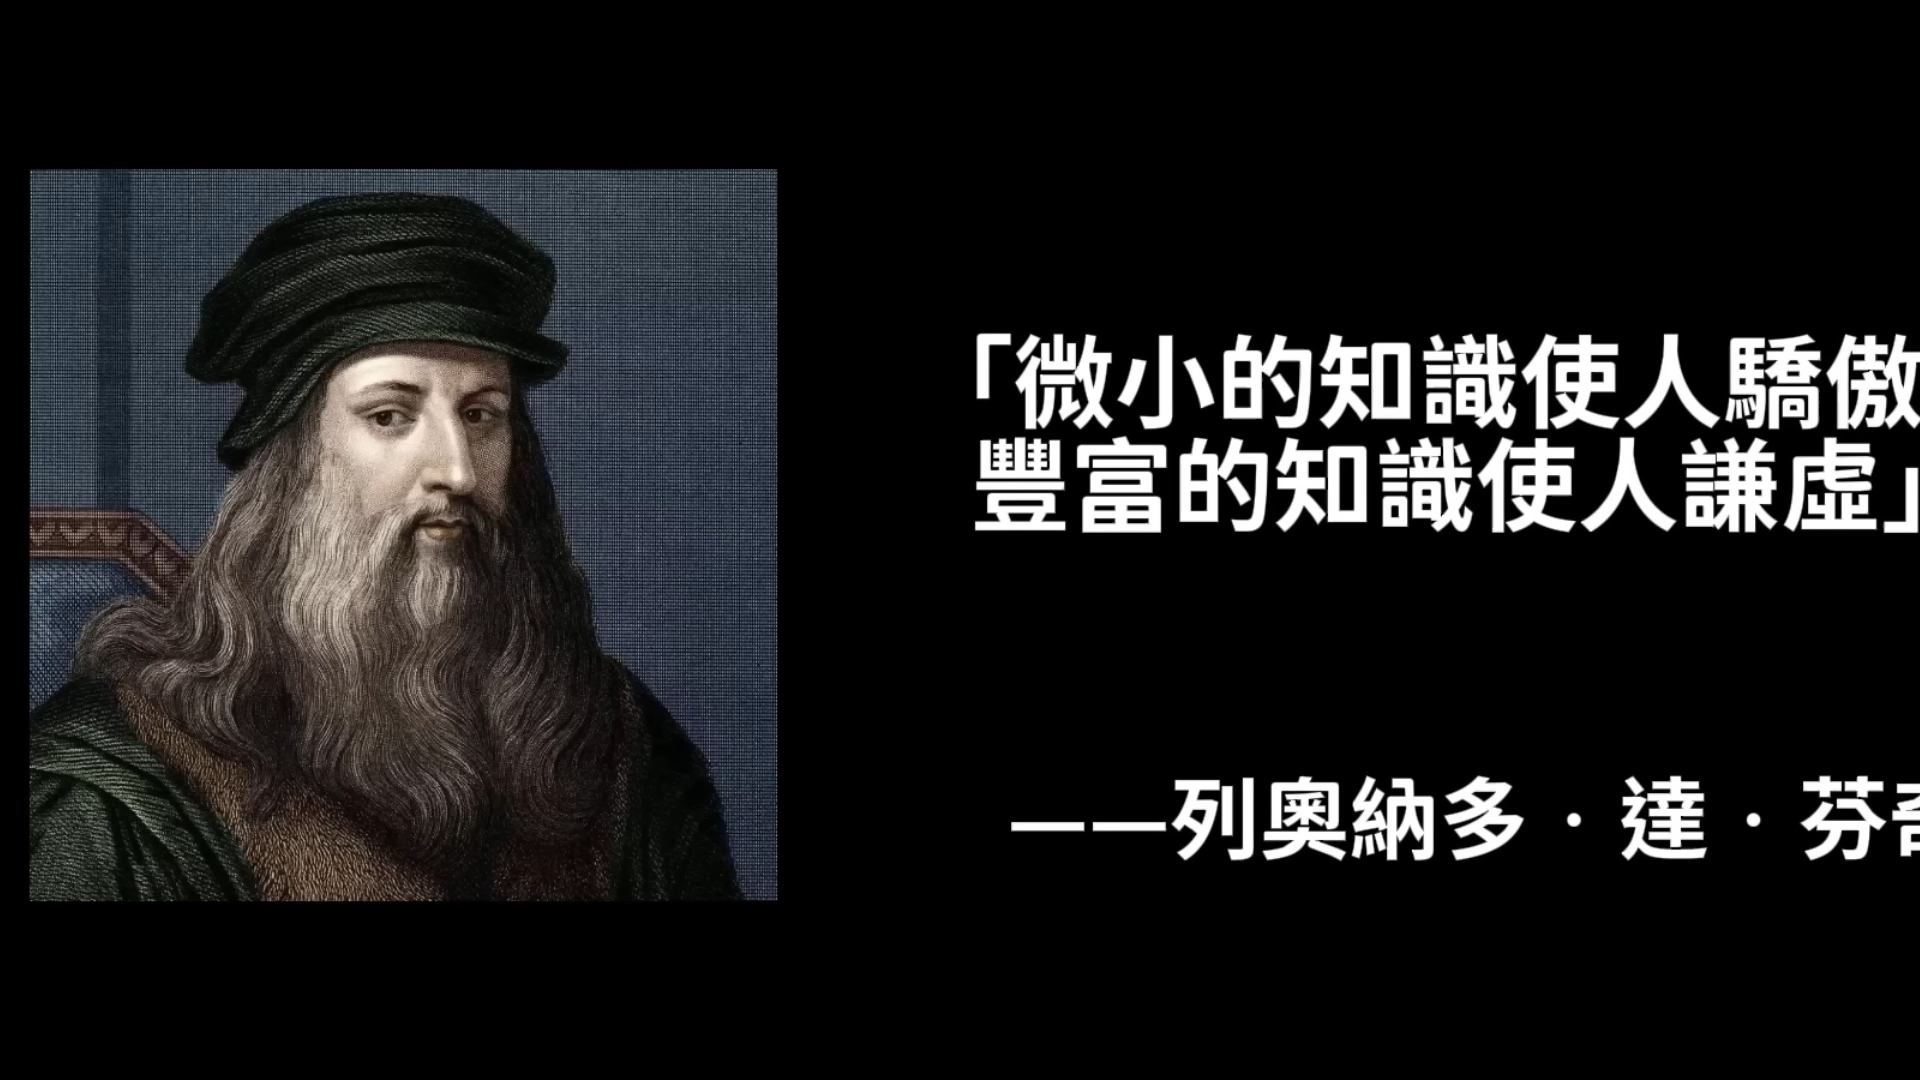 「微小的知識使人驕傲
豐富的知識使人謙虛」
——列奧納多 · 達 · 芬奇